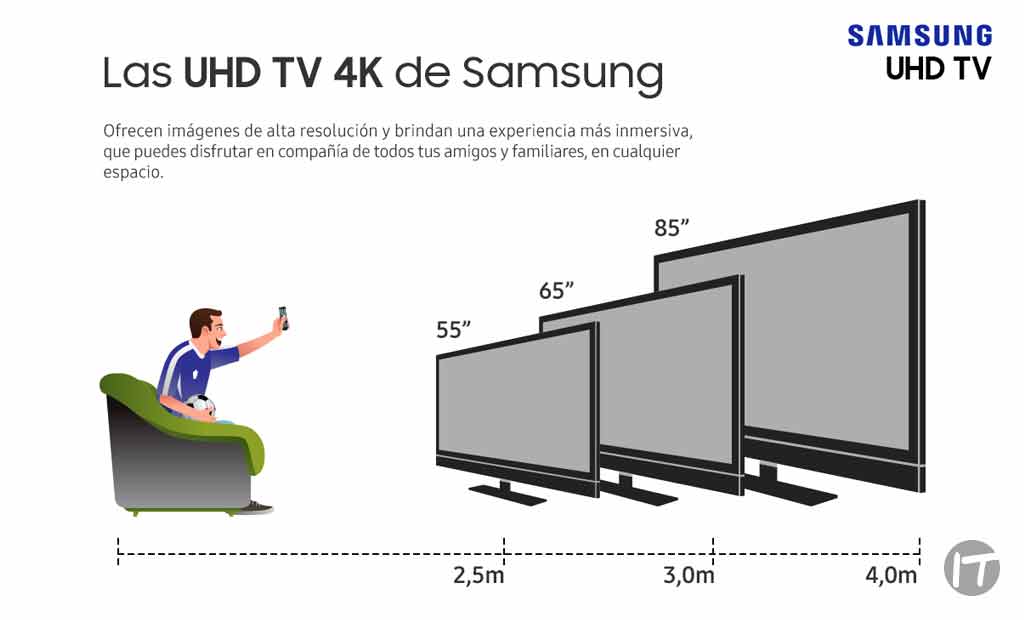 SAMSUNG
UHD TV
Las UHD TV 4K de Samsung
Ofrecen imágenes de alta resolución y brindan una experiencia más inmersiva,
que puedes disfrutar en compañía de todos tus amigos y familiares, en cualquier
espacio.
85”
65”
55”
2,5m
3,0m
4,0m
IT